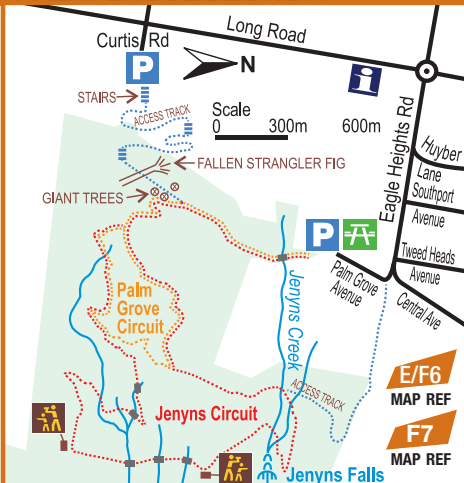 Long Road
Curtis Rd
P
N
i
STAIRS
ACCESS TRACK
Scale
0 300m 600m
Eagle Heights Rd
Huyber
Lane
Southport
Avenue
Tweed Heads
Avenue
FALLEN STRANGLER FIG
GIANT TREES
P
Palm Grove
Avenue
Central Ave
Jenyns Creek
Palm
Grove
Circuit
ACCESS TRACK
E/F6
MAP REF
Jenyns Circuit
F7
MAP REF
Jenyns Falls